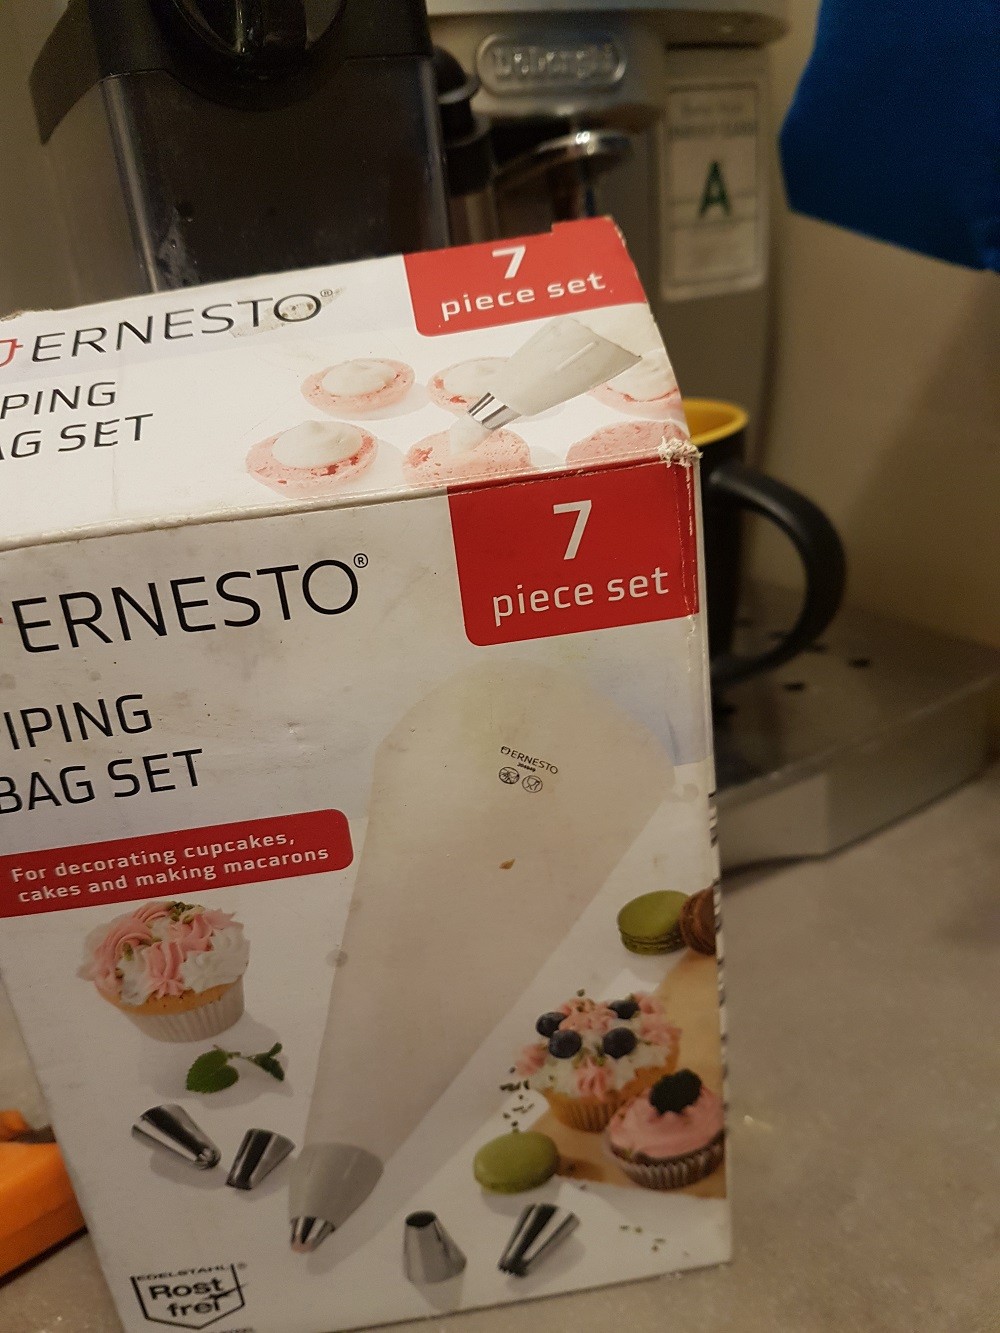 DeLonghi
A
7
piece set
ERNESTO®
PING
AG SET
7
piece set
ERNESTO®
IPING
BAG SET
ERNESTO
For decorating cupcakes,
cakes and making macarons
EDELSTAHL
Rost
frei